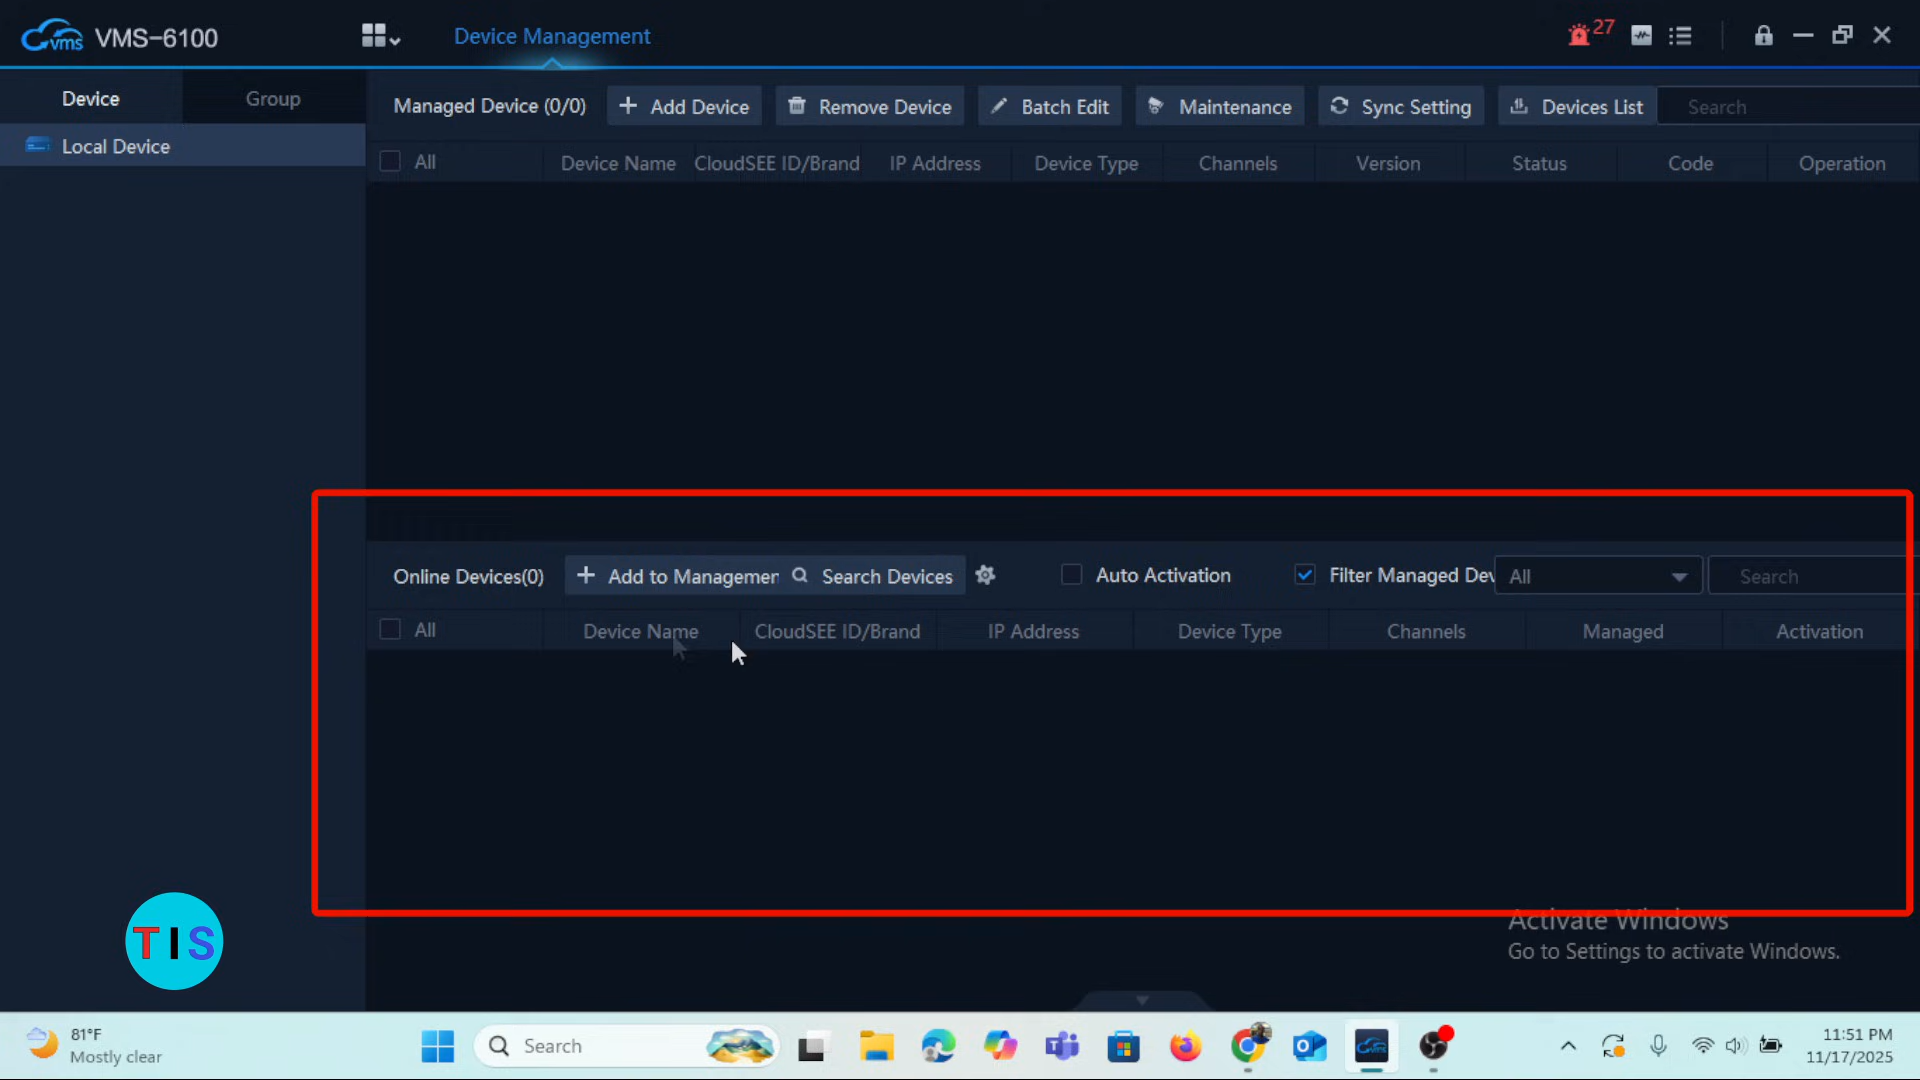 VMS VMS-6100 Device Management 27
Device Group Managed Device (0/0) + Add Device Remove Device Batch Edit Maintenance Sync Setting Devices List Search
Local Device
All Device Name CloudSEE ID/Brand IP Address Device Type Channels Version Status Code Operation
Online Devices(0) + Add to Managemen Search Devices Auto Activation Filter Managed Dev All Search
All Device Name CloudSEE ID/Brand IP Address Device Type Channels Managed Activation
TIS
Activate Windows
Go to Settings to activate Windows.
81°F
Mostly clear
Search
11:51 PM
11/17/2025